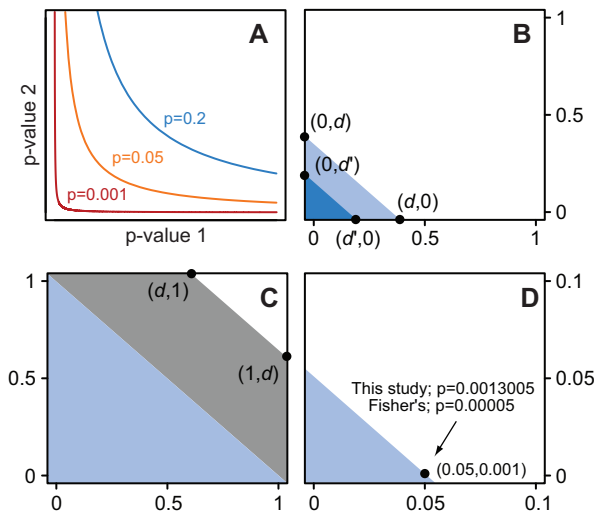 A
p-value 2
p=0.2
p=0.05
p=0.001
p-value 1
B
1
0.5
0
(0,d)
(0,d')
(d,0)
(d',0)
0
0.5
1
C
1
0.5
0
(d,1)
(1,d)
0
0.5
1
D
0.1
0.05
0
This study; p=0.0013005
Fisher's; p=0.00005
(0.05,0.001)
0
0.05
0.1